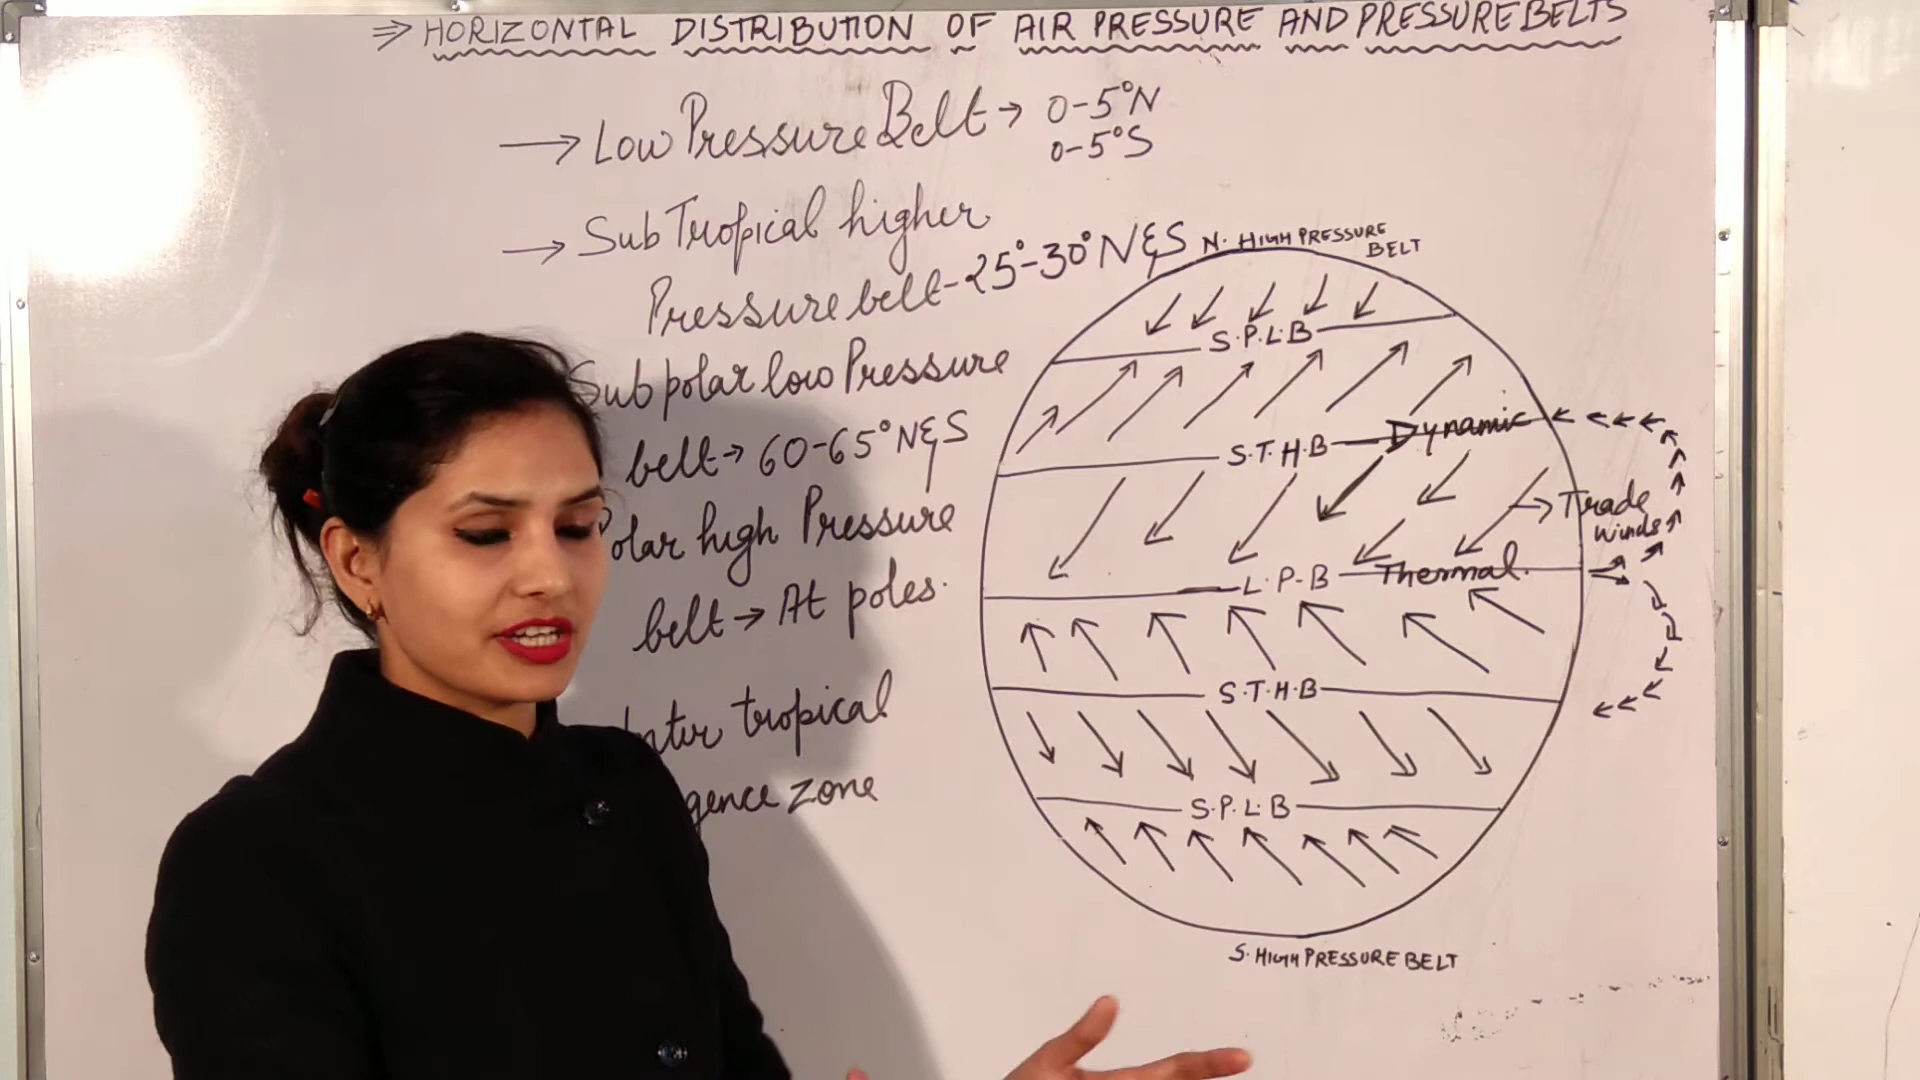 ⇒ HORIZONTAL DISTRIBUTION OF AIR PRESSURE AND PRESSURE BELTS
→ Low Pressure Belt → 0-5°N
0-5°S
→ Sub Tropical higher
Pressure belt - 25°-30° N & S
Sub polar low Pressure
belt → 60-65° N & S
Polar high Pressure
belt → At poles.
Inter tropical
zone
N. HIGH PRESSURE
BELT
S.P.L.B
S.T.H.B - Dynamic
→ Trade
winds
L.P-B - Thermal.
S.T.H.B
S.P.L.B
S. HIGH PRESSURE BELT